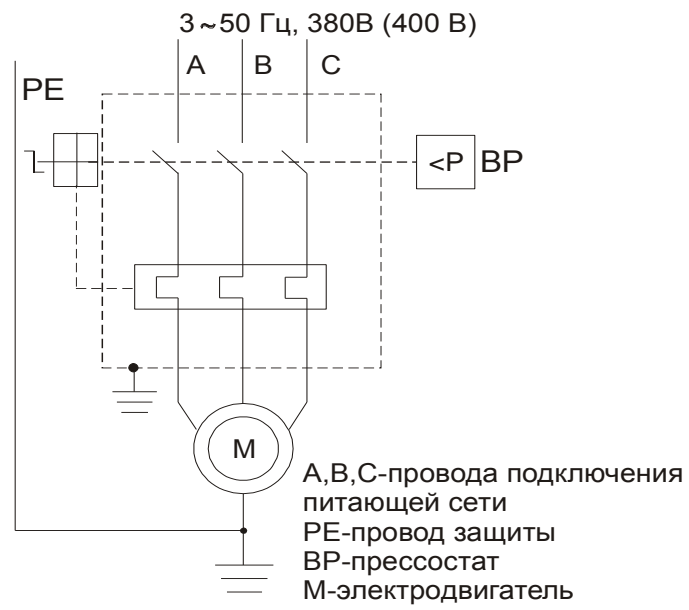 3~50 Гц, 380В (400 В)
A B C
PE
<P BP
M
A,B,C-провода подключения
питающей сети
PE-провод защиты
BP-прессостат
M-электродвигатель